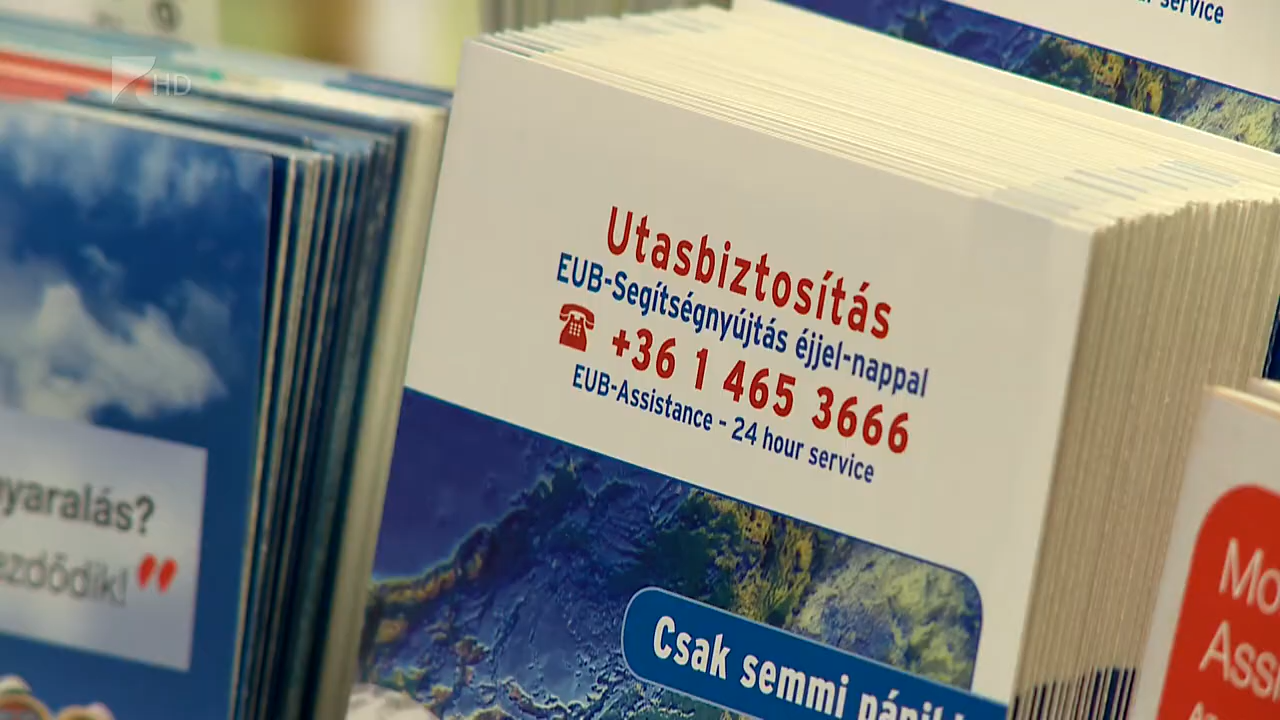 HD
service
Utasbiztosítás
EUB-Segítségnyújtás éjjel-nappal
+36 1 465 3666
EUB-Assistance - 24 hour service
Csak semmi
yaralás?
ezdődik!
Mo
Assi